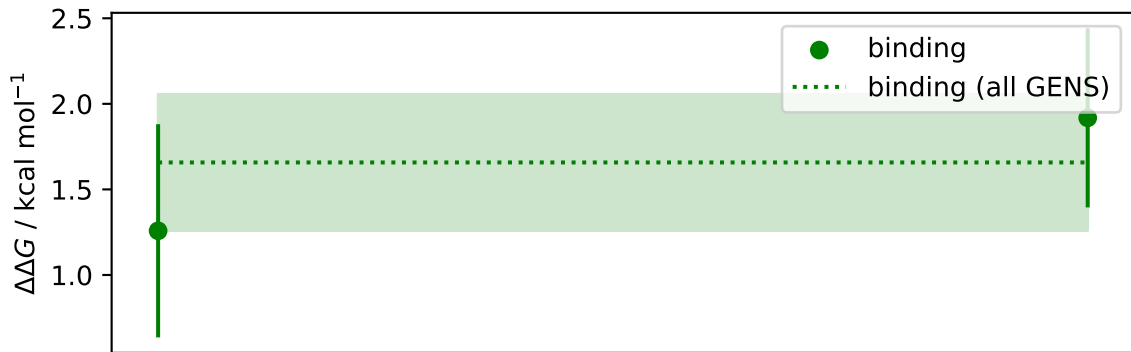 2.5
2.0
1.5
1.0
ΔΔG / kcal mol⁻¹
binding
binding (all GENS)